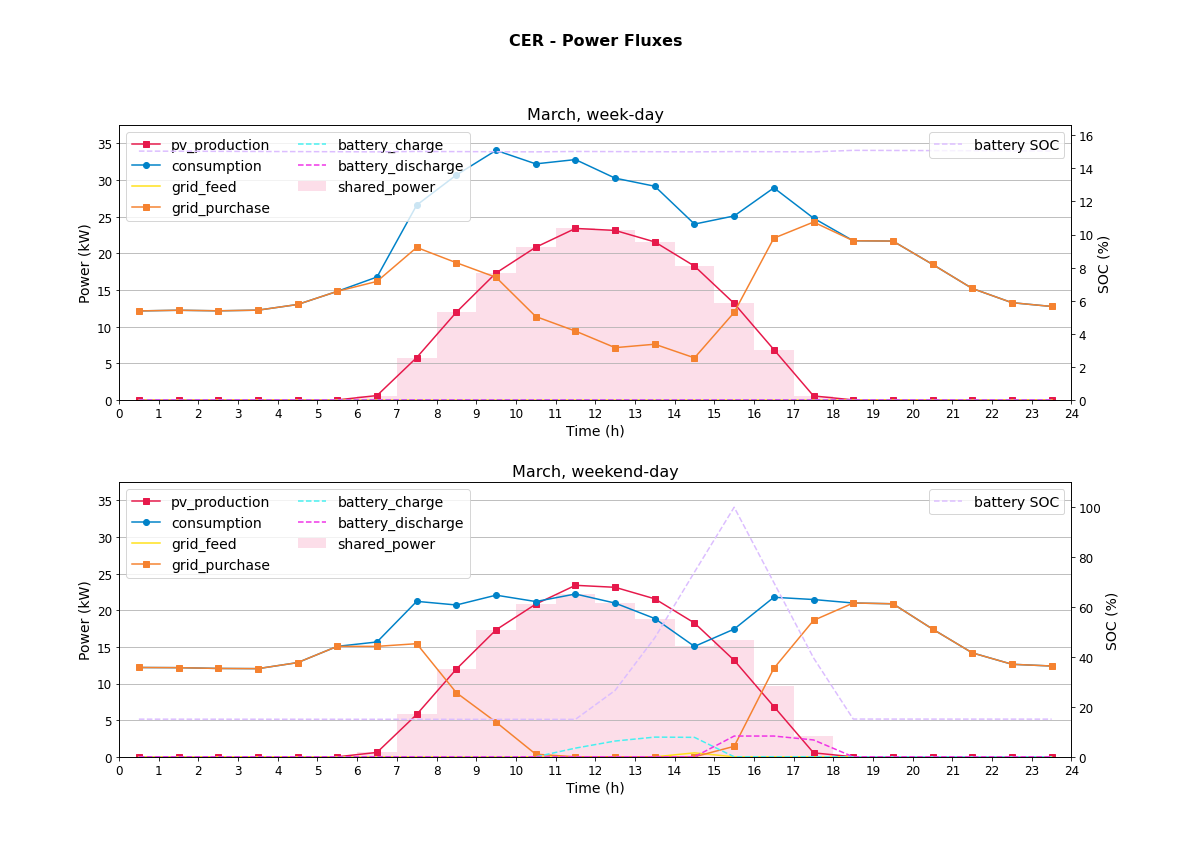 CER - Power Fluxes
March, week-day
pv_production
consumption
grid_feed
grid_purchase
battery_charge
battery_discharge
shared_power
battery SOC
Power (kW)
35
30
25
20
15
10
5
0
16
14
12
10
8
6
4
2
0
SOC (%)
0 1 2 3 4 5 6 7 8 9 10 11 12 13 14 15 16 17 18 19 20 21 22 23 24
Time (h)
March, weekend-day
pv_production
consumption
grid_feed
grid_purchase
battery_charge
battery_discharge
shared_power
battery SOC
Power (kW)
35
30
25
20
15
10
5
0
100
80
60
40
20
0
SOC (%)
0 1 2 3 4 5 6 7 8 9 10 11 12 13 14 15 16 17 18 19 20 21 22 23 24
Time (h)